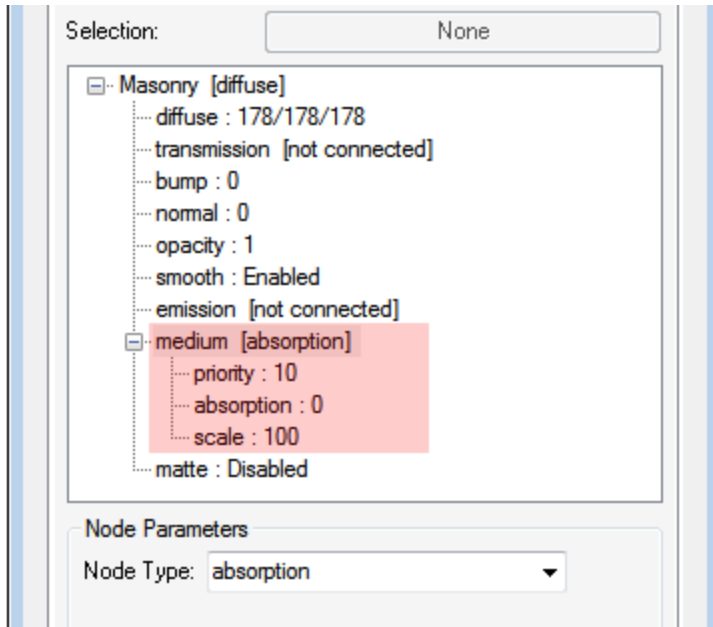 Selection: None
Masonry [diffuse]
diffuse : 178/178/178
transmission [not connected]
bump : 0
normal : 0
opacity : 1
smooth : Enabled
emission [not connected]
medium [absorption]
priority : 10
absorption : 0
scale : 100
matte : Disabled
Node Parameters
Node Type: absorption